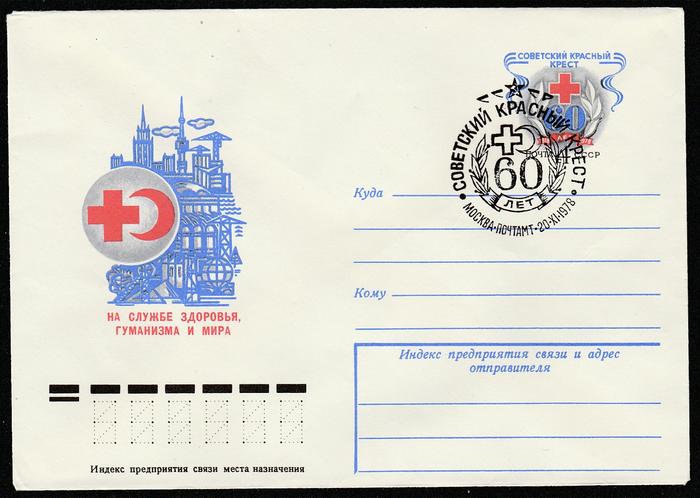 СОВЕТСКИЙ КРАСНЫЙ
КРЕСТ
60
ПОЧТА СССР
СОВЕТСКИЙ КРАСНЫЙ КРЕСТ
60
ЛЕТ
МОСКВА-ПОЧТАМТ-20-XI-1978
Куда
Кому
НА СЛУЖБЕ ЗДОРОВЬЯ,
ГУМАНИЗМА И МИРА
Индекс предприятия связи и адрес
отправителя
Индекс предприятия связи места назначения